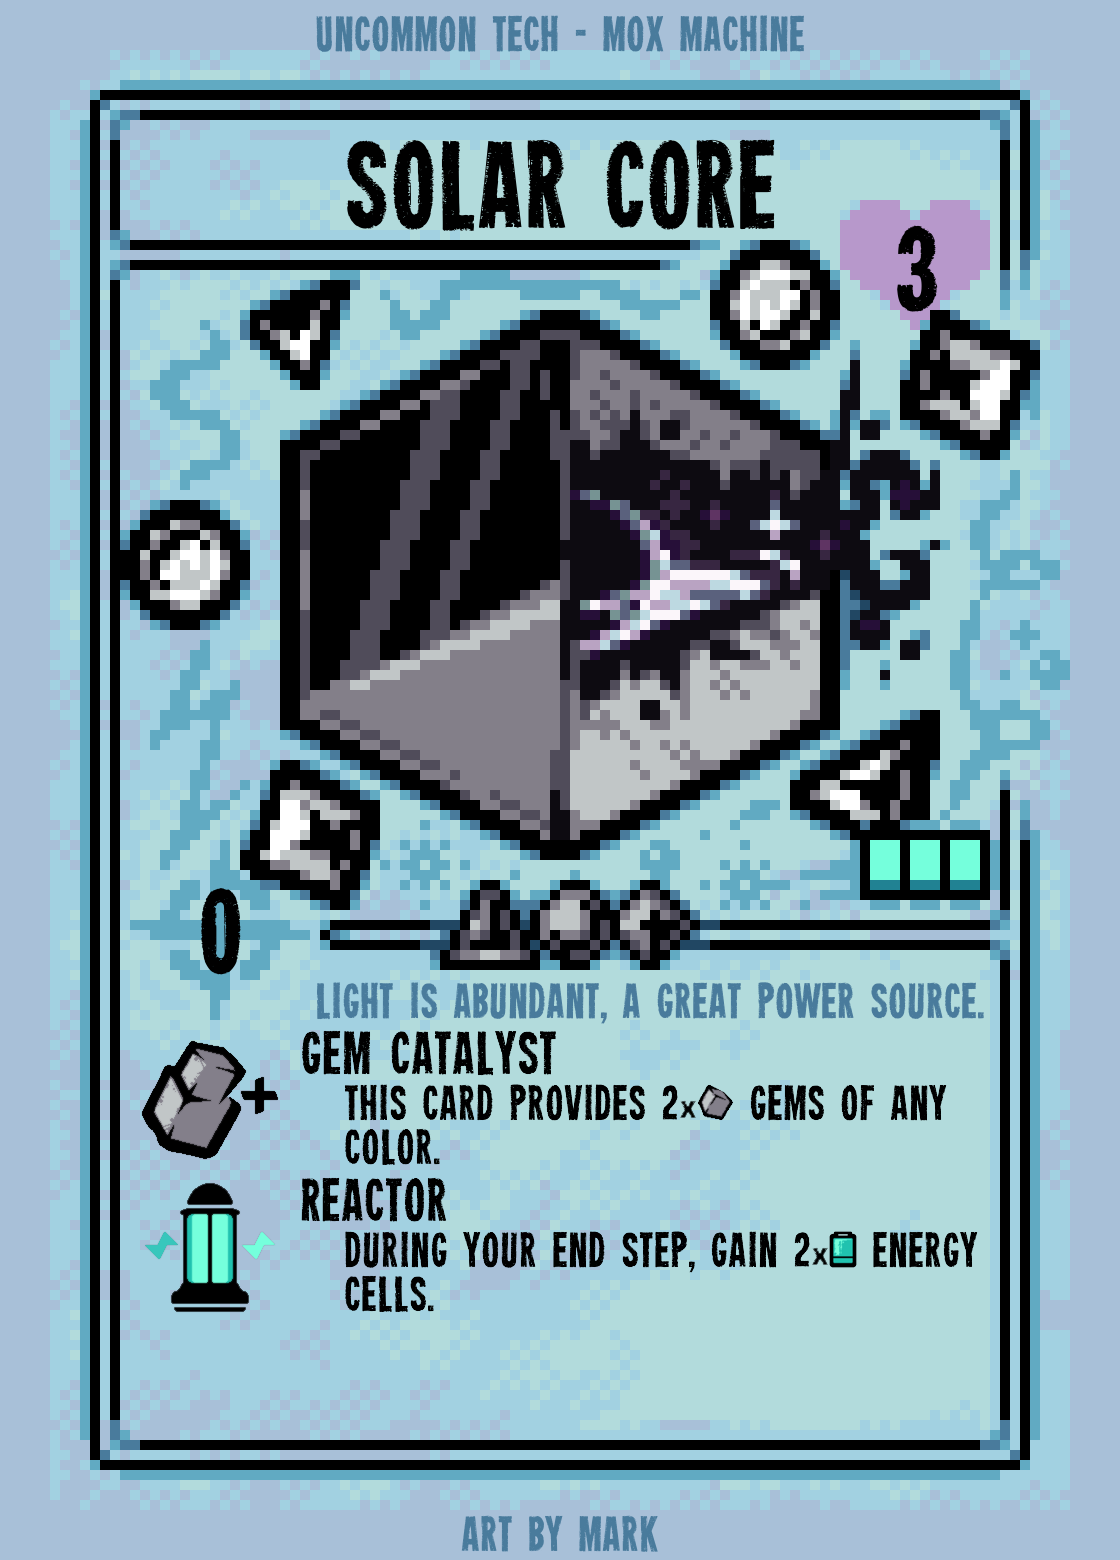 UNCOMMON TECH - MOX MACHINE
SOLAR CORE
3
0
LIGHT IS ABUNDANT, A GREAT POWER SOURCE.
GEM CATALYST
THIS CARD PROVIDES 2x GEMS OF ANY
COLOR.
REACTOR
DURING YOUR END STEP, GAIN 2x ENERGY
CELLS.
ART BY MARK